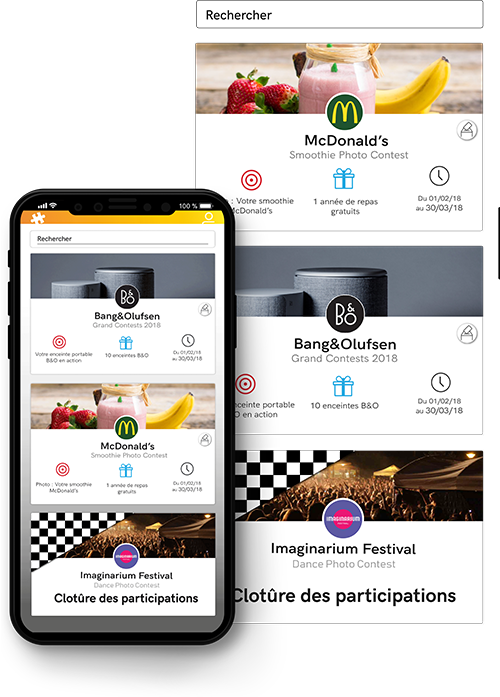 Rechercher
McDonald's
Smoothie Photo Contest
: Votre smoothie
McDonald's
1 année de repas
gratuits
Du 01/02/18
au 30/03/18
B&O
Bang&Olufsen
Grand Contests 2018
enceinte portable
&O en action
10 enceintes B&O
Du 01/02/18
au 30/03/18
IMAGINARIUM
Imaginarium Festival
Dance Photo Contest
Clotûre des participations
100 %
Rechercher
B&O
Bang&Olufsen
Grand Contests 2018
Votre enceinte portable
B&O en action
10 enceintes B&O
Du 01/02/18
au 30/03/18
McDonald's
Smoothie Photo Contest
Photo : Votre smoothie
McDonald's
1 année de repas
gratuits
Du 01/02/18
au 30/03/18
IMAGINARIUM
Imaginarium Festival
Dance Photo Contest
Clotûre des participations